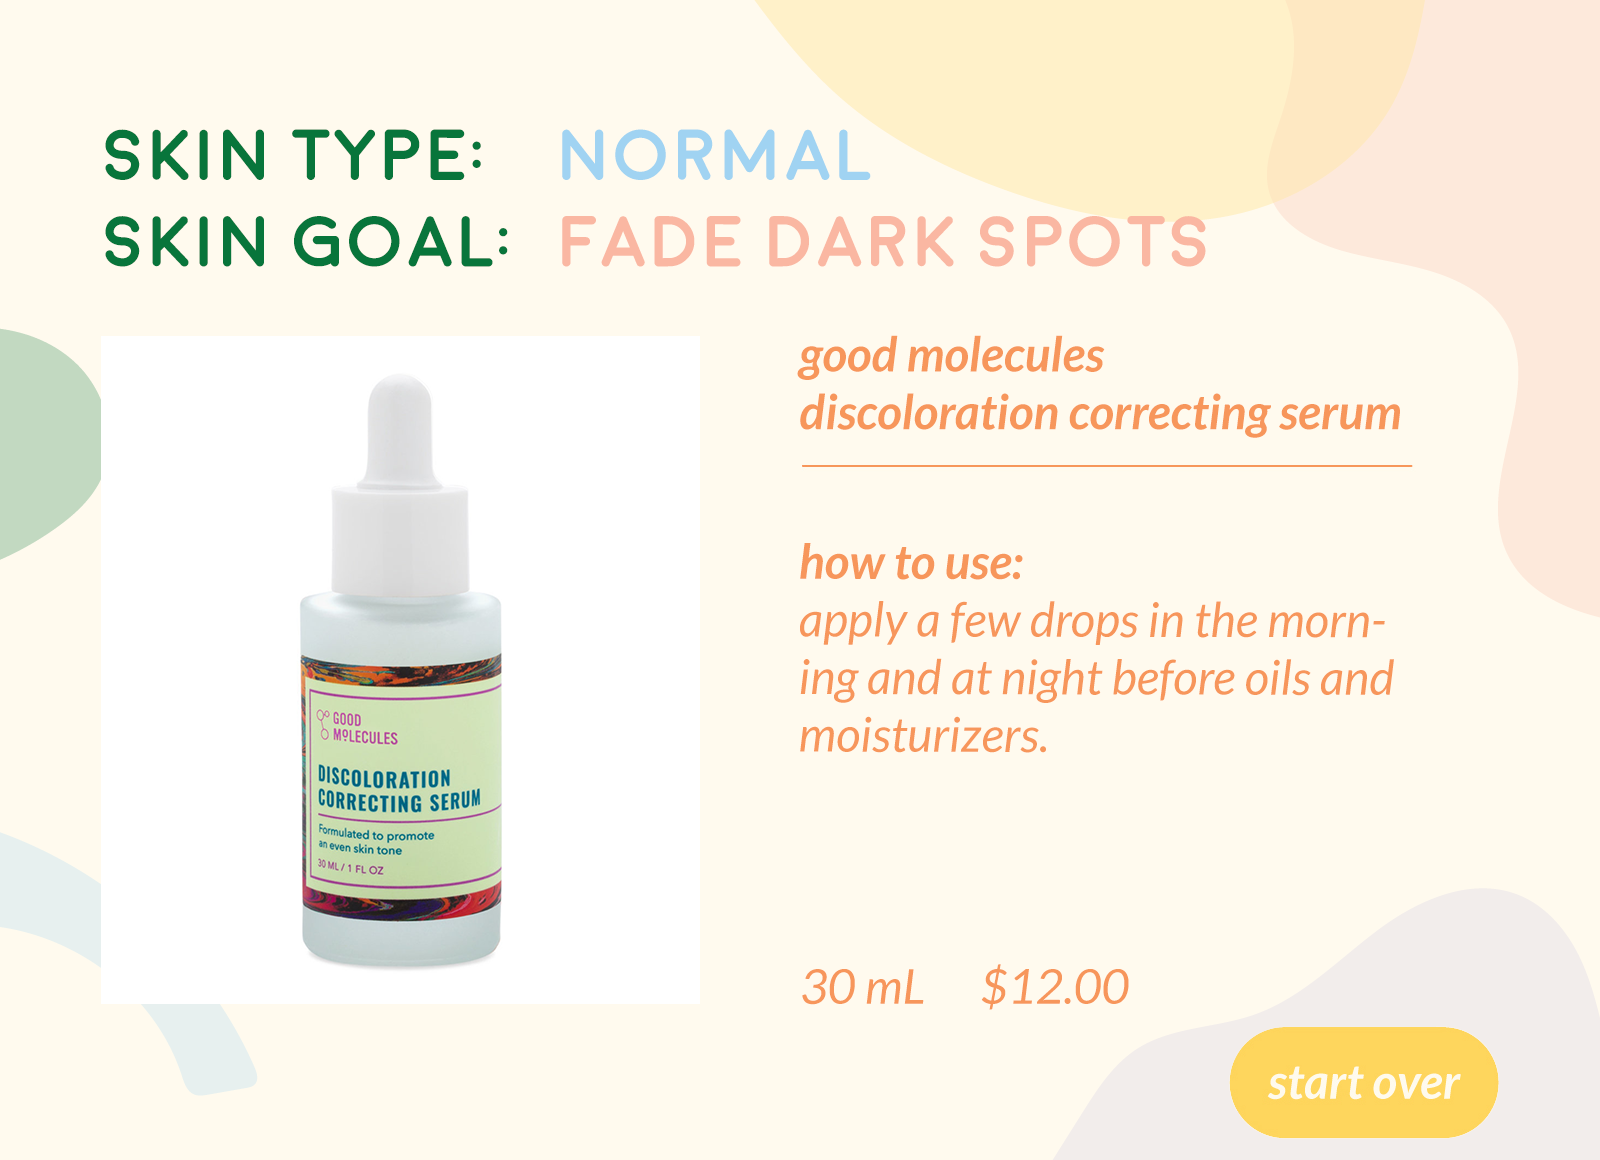 SKIN TYPE: NORMAL
SKIN GOAL: FADE DARK SPOTS
good molecules
discoloration correcting serum
how to use:
apply a few drops in the morn-
ing and at night before oils and
moisturizers.
30 mL $12.00
start over
GOOD
MOLECULES
DISCOLORATION
CORRECTING SERUM
Formulated to promote
an even skin tone
30 ML / 1 FL OZ